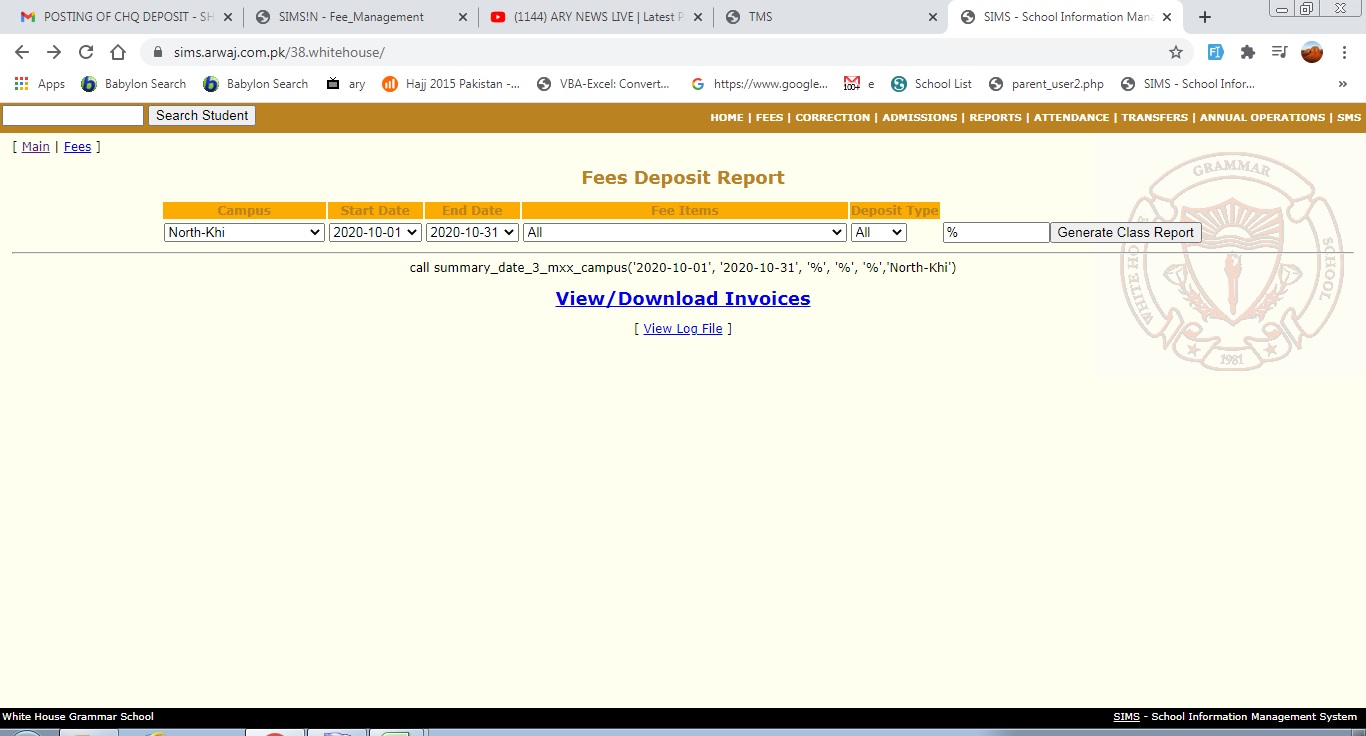 POSTING OF CHQ DEPOSIT - SH
SIMS!N - Fee_Management
(1144) ARY NEWS LIVE | Latest P
TMS
SIMS - School Information Mana
sims.arwaj.com.pk/38.whitehouse/
Apps
Babylon Search
Babylon Search
ary
Hajj 2015 Pakistan -...
VBA-Excel: Convert...
https://www.google...
100+
e
School List
parent_user2.php
SIMS - School Infor...
»
Search Student
HOME | FEES | CORRECTION | ADMISSIONS | REPORTS | ATTENDANCE | TRANSFERS | ANNUAL OPERATIONS | SMS
[ Main | Fees ]
Fees Deposit Report
Campus Start Date End Date Fee Items Deposit Type
North-Khi 2020-10-01 2020-10-31 All All % Generate Class Report
call summary_date_3_mxx_campus('2020-10-01', '2020-10-31', '%', '%', '%','North-Khi')
View/Download Invoices
[ View Log File ]
GRAMMAR
SCHOOL
1981
White House Grammar School
SIMS - School Information Management System